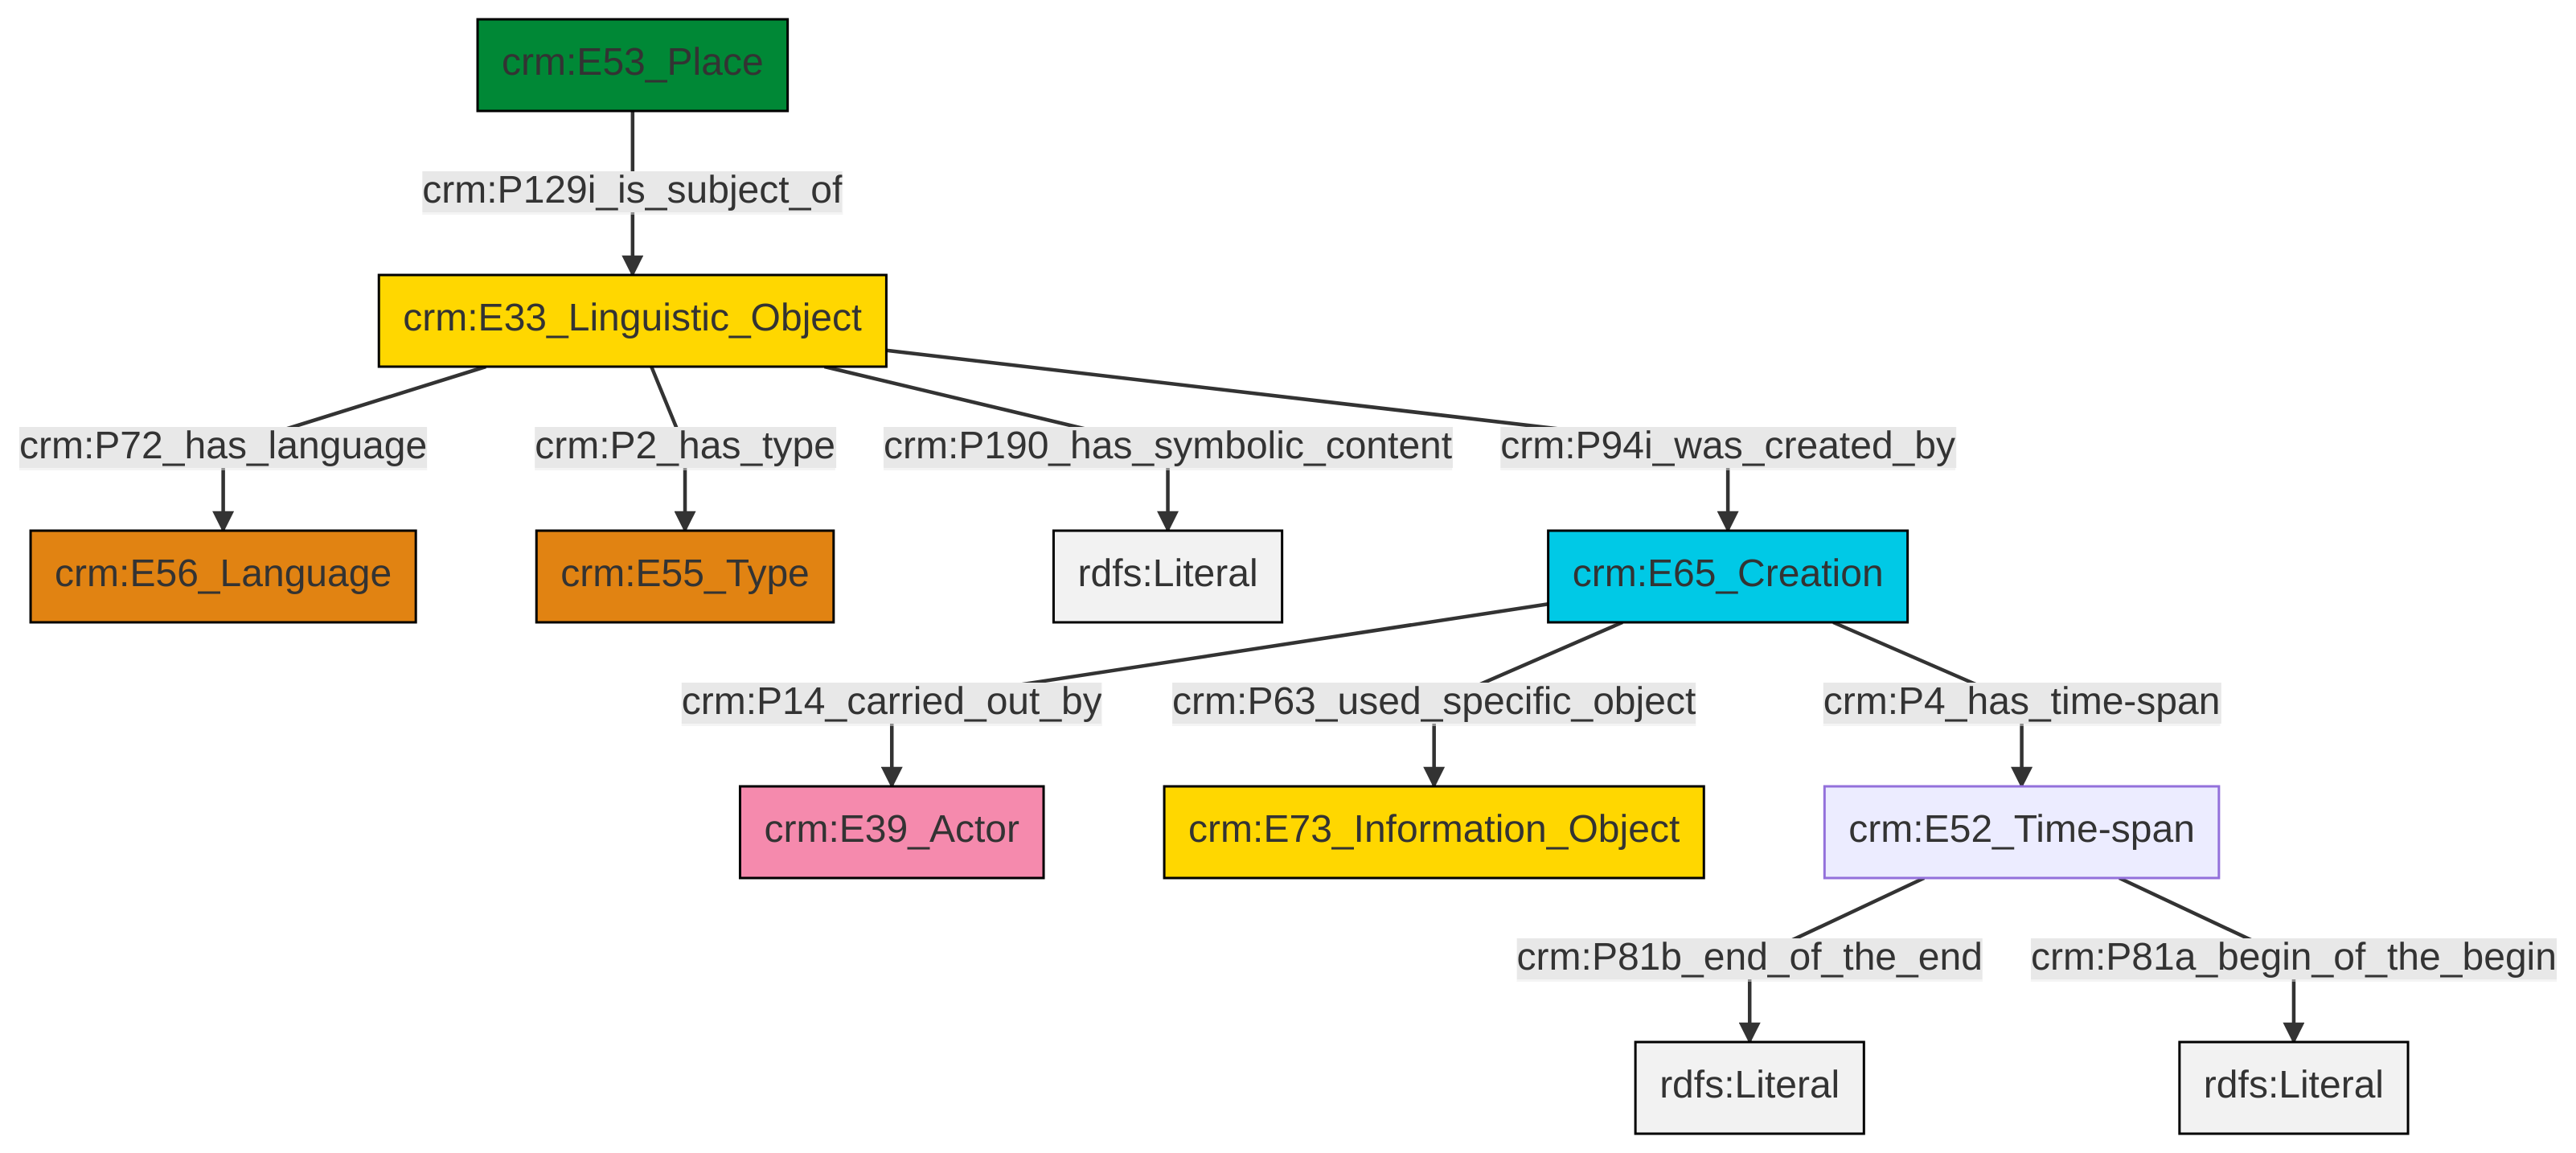 crm:E53_Place
crm:P129i_is_subject_of
crm:E33_Linguistic_Object
crm:P72_has_language
crm:P2_has_type
crm:P190_has_symbolic_content
crm:P94i_was_created_by
crm:E56_Language
crm:E55_Type
rdfs:Literal
crm:E65_Creation
crm:P14_carried_out_by
crm:P63_used_specific_object
crm:P4_has_time-span
crm:E39_Actor
crm:E73_Information_Object
crm:E52_Time-span
crm:P81b_end_of_the_end
crm:P81a_begin_of_the_begin
rdfs:Literal
rdfs:Literal